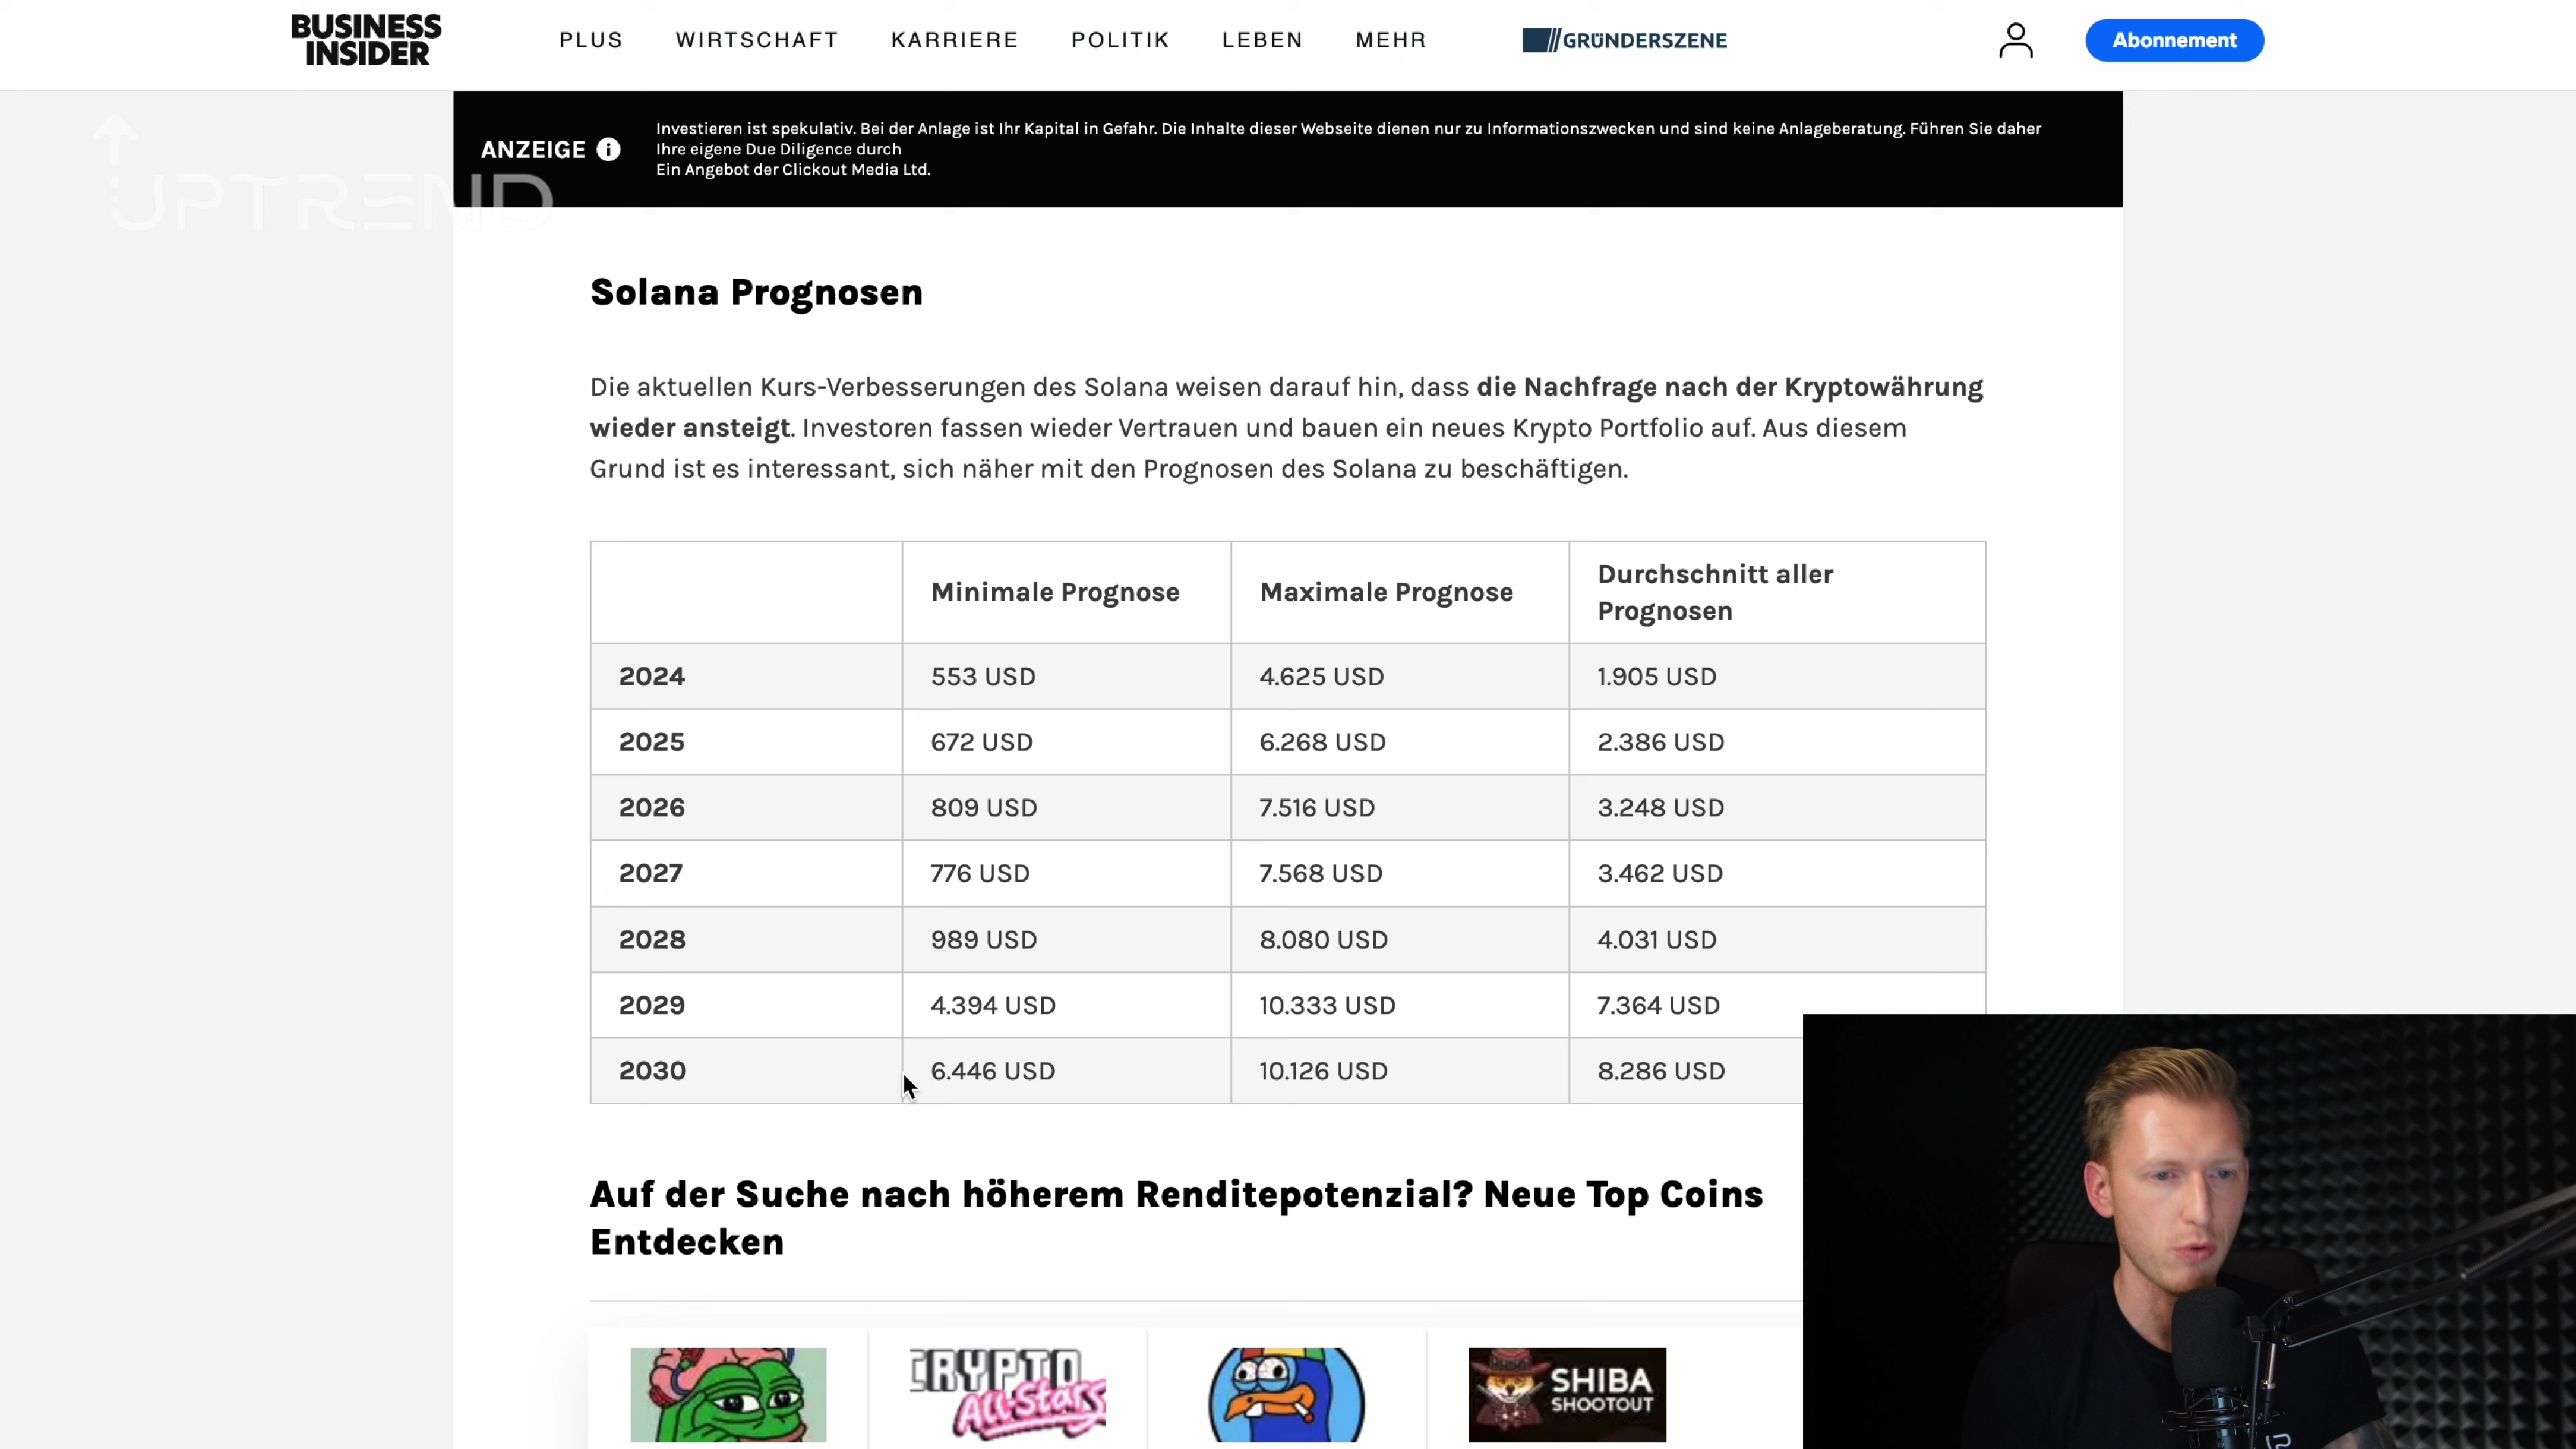 BUSINESS
INSIDER
PLUS WIRTSCHAFT KARRIERE POLITIK LEBEN MEHR GRÜNDERSZENE Abonnement
ANZEIGE i
Investieren ist spekulativ. Bei der Anlage ist Ihr Kapital in Gefahr. Die Inhalte dieser Webseite dienen nur zu Informationszwecken und sind keine Anlageberatung. Führen Sie daher
Ihre eigene Due Diligence durch
Ein Angebot der Clickout Media Ltd.
UPTREND
Solana Prognosen
Die aktuellen Kurs-Verbesserungen des Solana weisen darauf hin, dass die Nachfrage nach der Kryptowährung
wieder ansteigt. Investoren fassen wieder Vertrauen und bauen ein neues Krypto Portfolio auf. Aus diesem
Grund ist es interessant, sich näher mit den Prognosen des Solana zu beschäftigen.
Minimale Prognose Maximale Prognose Durchschnitt aller
Prognosen
2024 553 USD 4.625 USD 1.905 USD
2025 672 USD 6.268 USD 2.386 USD
2026 809 USD 7.516 USD 3.248 USD
2027 776 USD 7.568 USD 3.462 USD
2028 989 USD 8.080 USD 4.031 USD
2029 4.394 USD 10.333 USD 7.364 USD
2030 6.446 USD 10.126 USD 8.286 USD
Auf der Suche nach höherem Renditepotenzial? Neue Top Coins
Entdecken
CRYPTO
All-Stars
SHIBA
SHOOTOUT